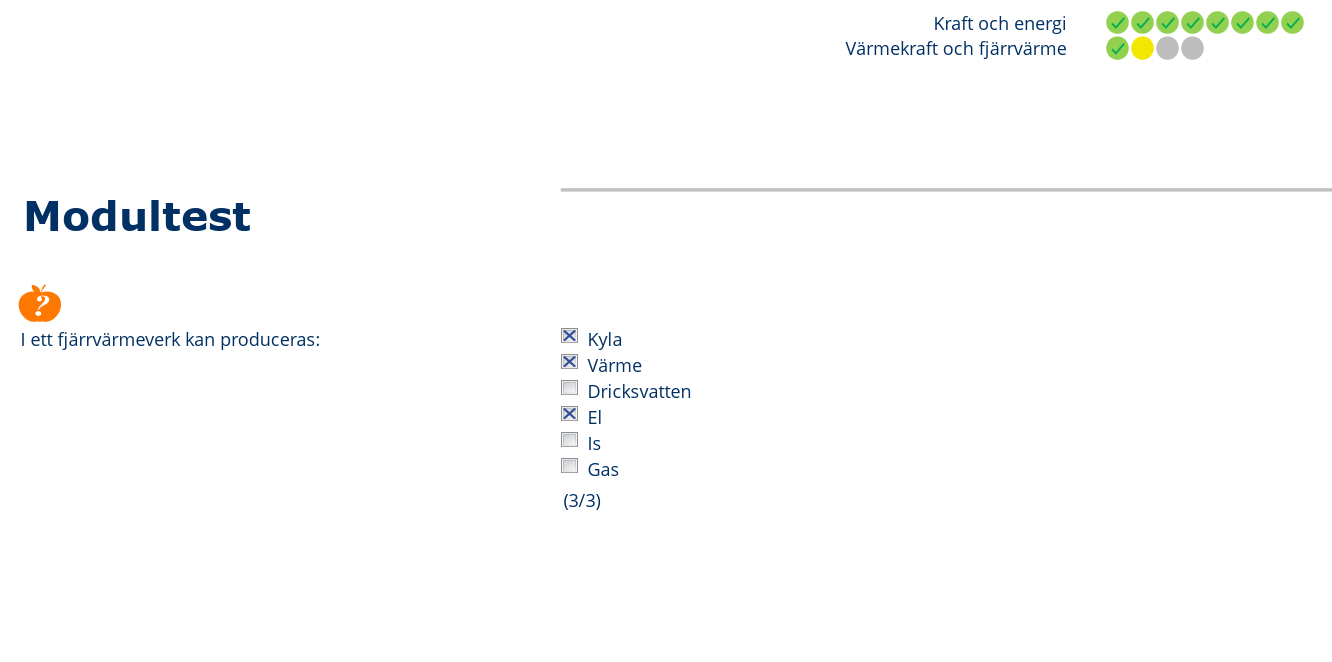 Kraft och energi
Värmekraft och fjärrvärme
Modultest
?
I ett fjärrvärmeverk kan produceras:
Kyla
Värme
Dricksvatten
El
Is
Gas
(3/3)